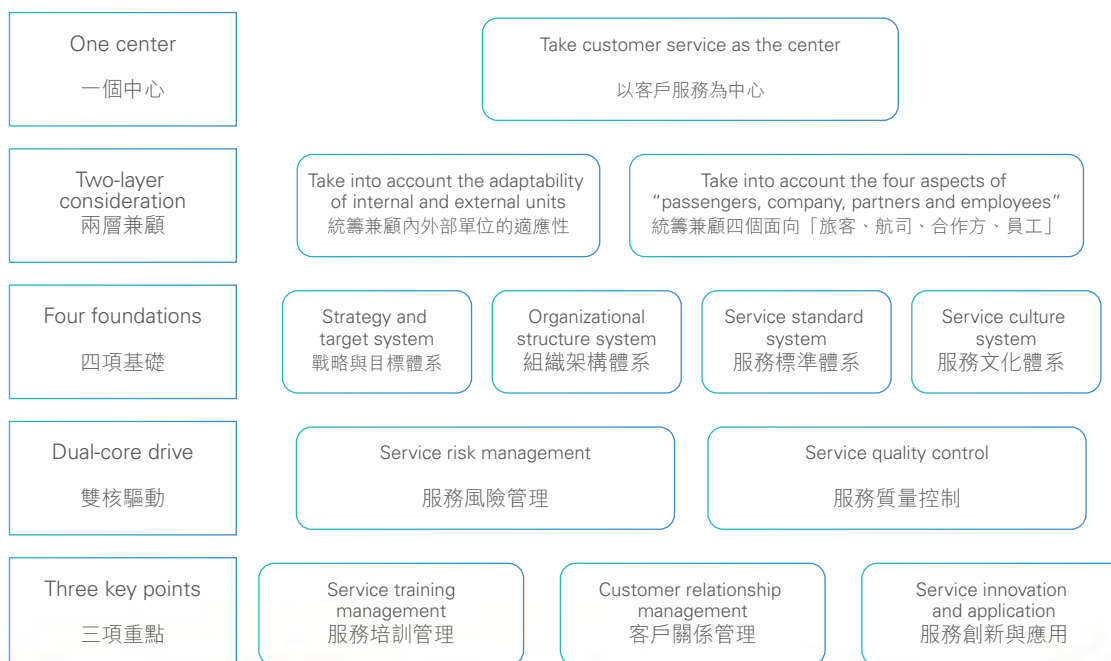 One center
一個中心
Take customer service as the center
以客戶服務為中心
Two-layer
consideration
兩層兼顧
Take into account the adaptability
of internal and external units
統籌兼顧內外部單位的適應性
Take into account the four aspects of
“passengers, company, partners and employees”
統籌兼顧四個面向「旅客、航司、合作方、員工」
Four foundations
四項基礎
Strategy and
target system
戰略與目標體系
Organizational
structure system
組織架構體系
Service standard
system
服務標準體系
Service culture
system
服務文化體系
Dual-core drive
雙核驅動
Service risk management
服務風險管理
Service quality control
服務質量控制
Three key points
三項重點
Service training
management
服務培訓管理
Customer relationship
management
客戶關係管理
Service innovation
and application
服務創新與應用